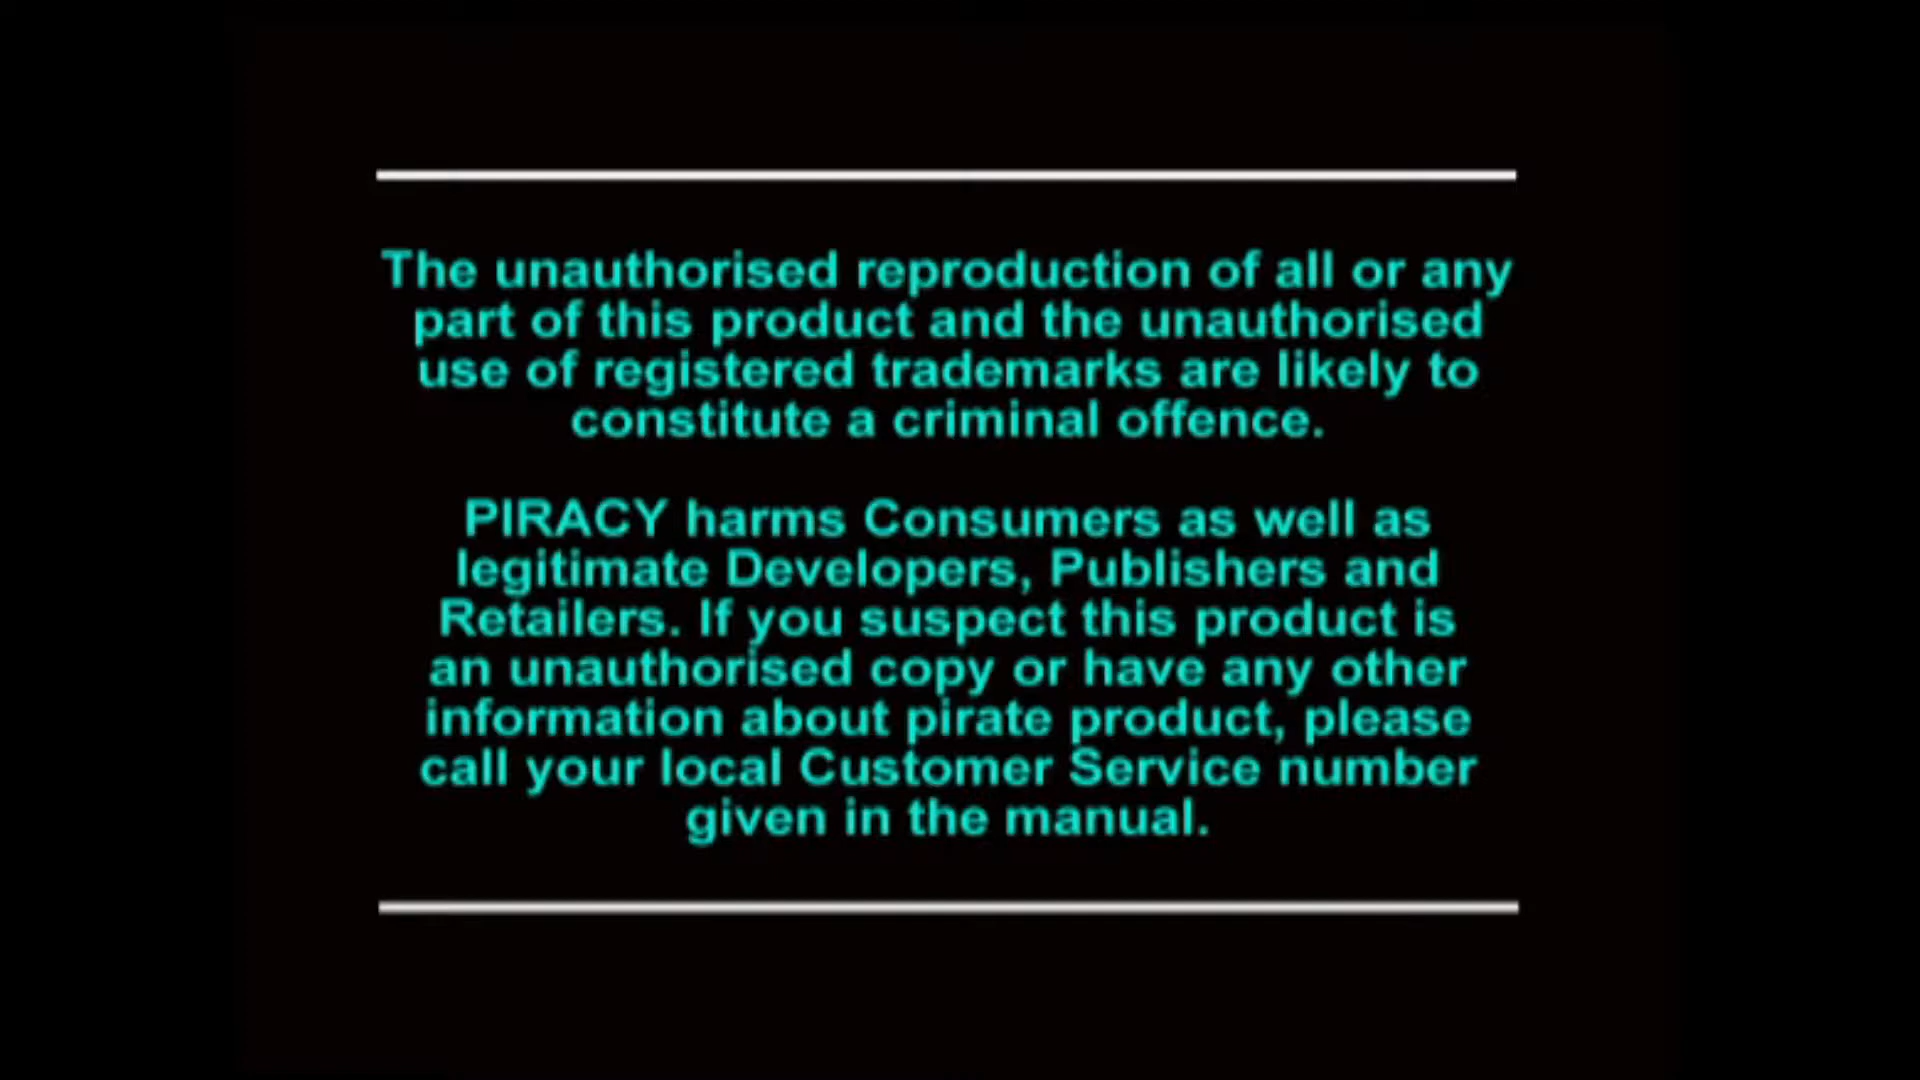 The unauthorised reproduction of all or any
part of this product and the unauthorised
use of registered trademarks are likely to
constitute a criminal offence.
PIRACY harms Consumers as well as
legitimate Developers, Publishers and
Retailers. If you suspect this product is
an unauthorised copy or have any other
information about pirate product, please
call your local Customer Service number
given in the manual.